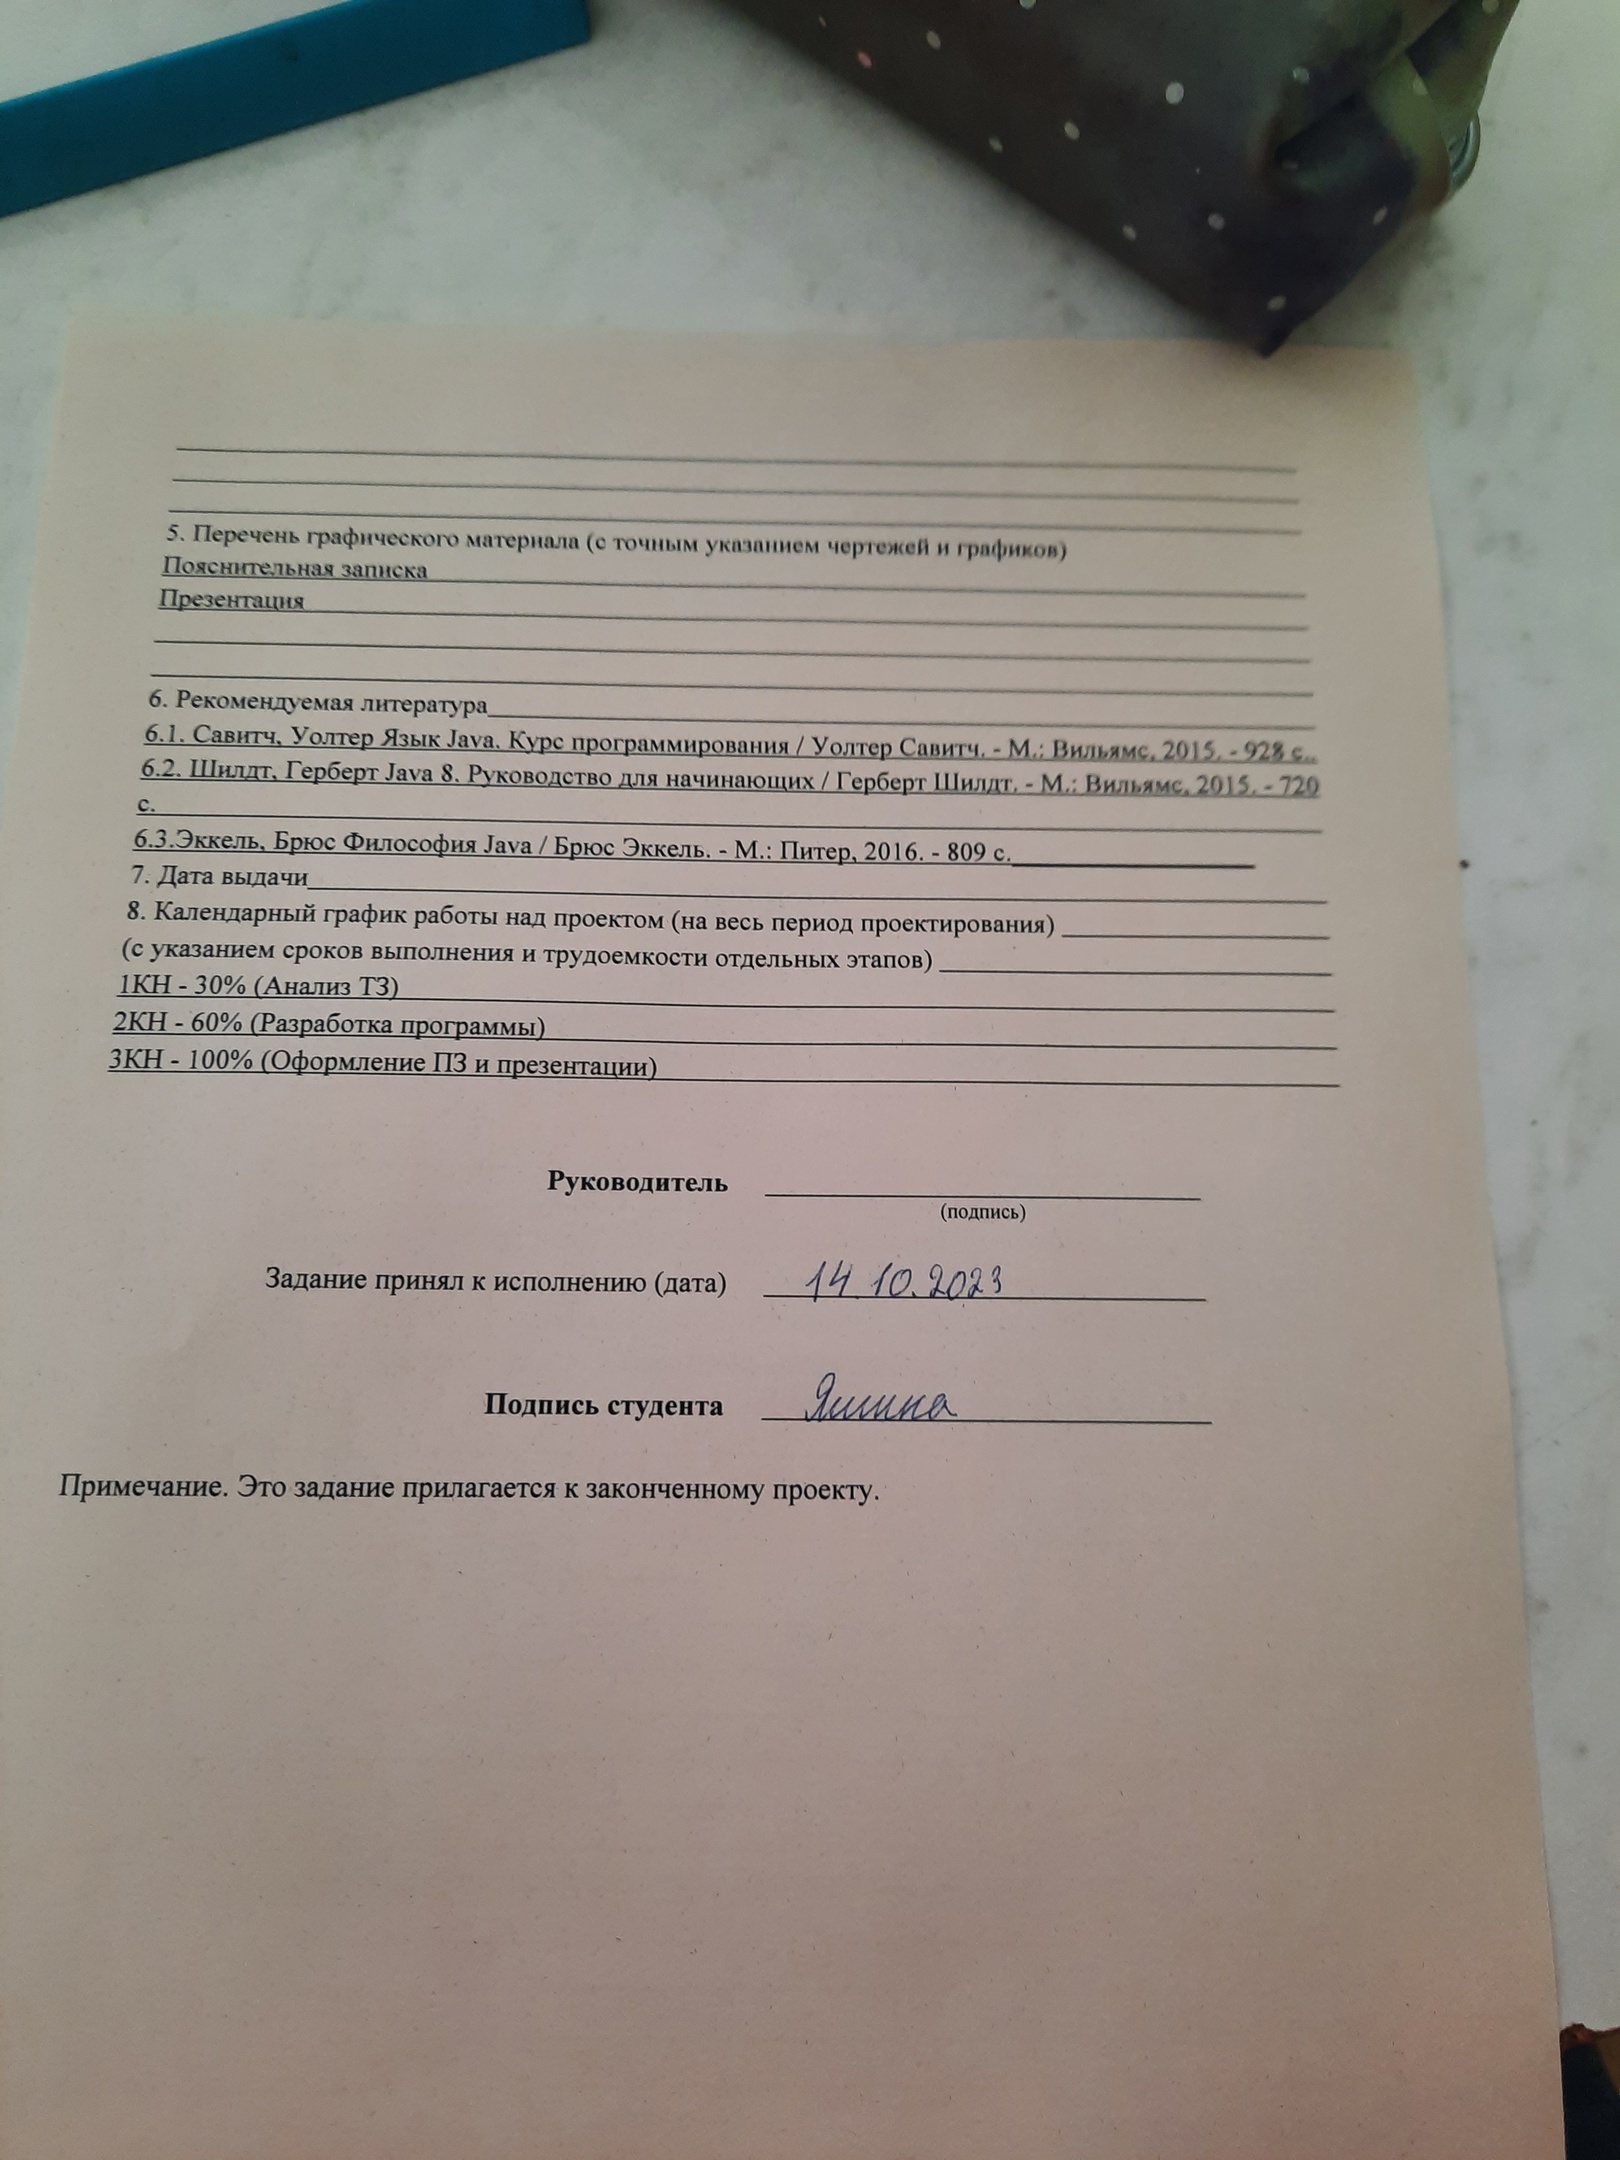 5. Перечень графического материала (с точным указанием чертежей и графиков)
Пояснительная записка
Презентация
6. Рекомендуемая литература
6.1. Савитч, Уолтер Язык Java. Курс программирования / Уолтер Савитч. - М.: Вильямс, 2015. - 928 с..
6.2. Шилдт, Герберт Java 8. Руководство для начинающих / Герберт Шилдт. - М.: Вильямс, 2015. - 720
с.
6.3.Эккель, Брюс Философия Java / Брюс Эккель. - М.: Питер, 2016. - 809 с.
7. Дата выдачи
8. Календарный график работы над проектом (на весь период проектирования)
(с указанием сроков выполнения и трудоемкости отдельных этапов)
1КН - 30% (Анализ ТЗ)
2КН - 60% (Разработка программы)
3КН - 100% (Оформление ПЗ и презентации)
Руководитель
(подпись)
Задание принял к исполнению (дата) 14.10.2023
Подпись студента Яшина
Примечание. Это задание прилагается к законченному проекту.